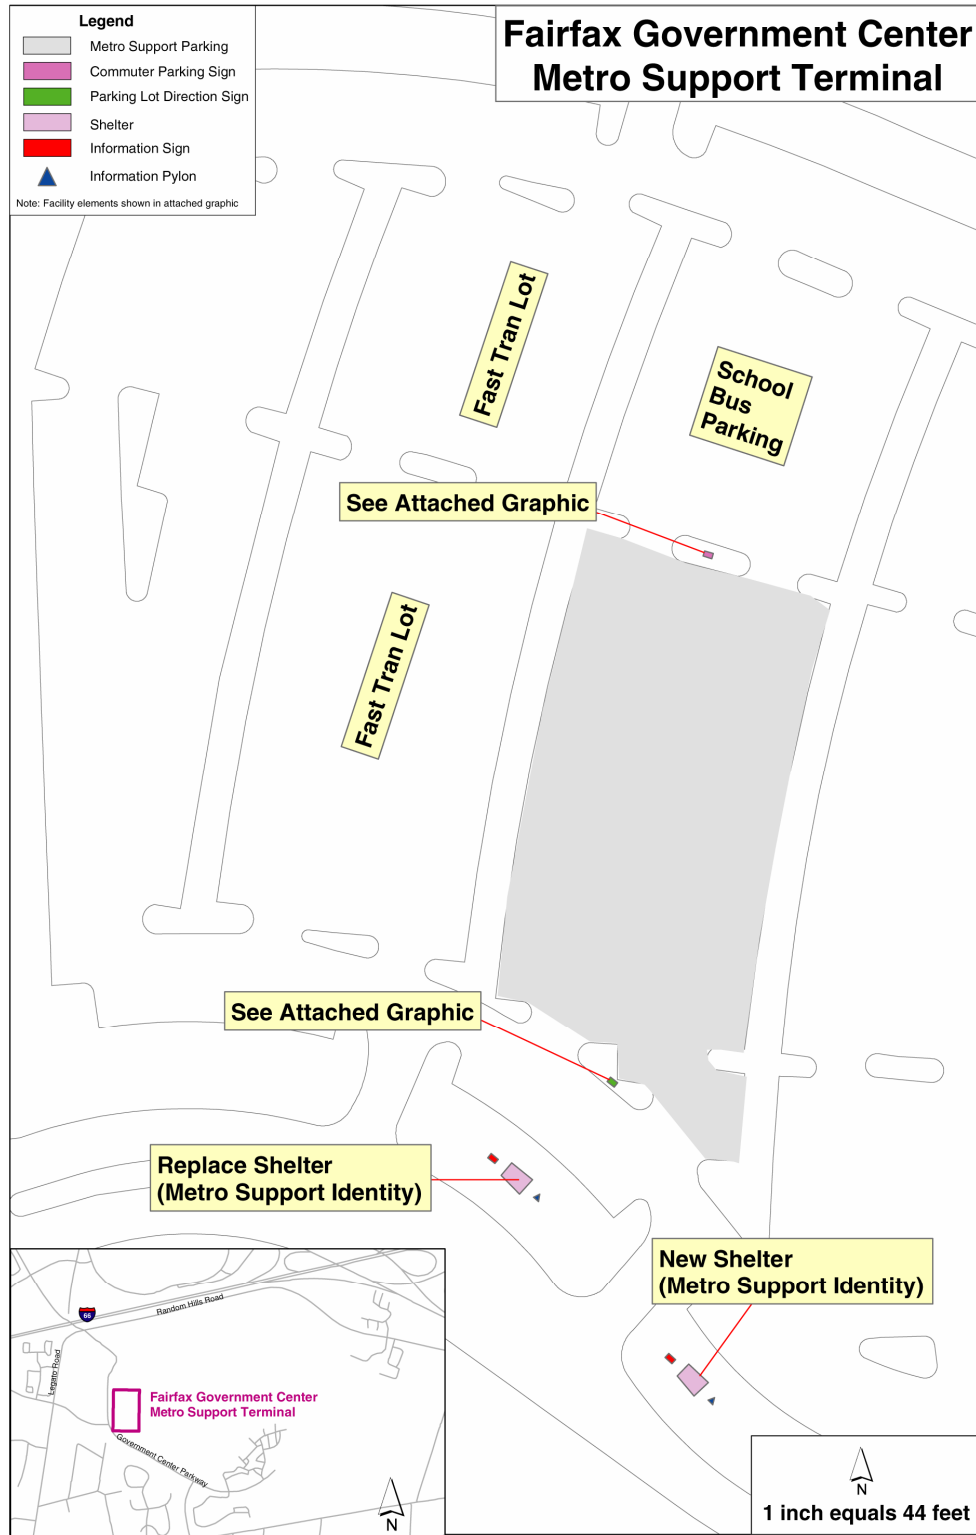 Legend
Metro Support Parking
Commuter Parking Sign
Parking Lot Direction Sign
Shelter
Information Sign
Information Pylon
Note: Facility elements shown in attached graphic
Fairfax Government Center
Metro Support Terminal
Fast Tran Lot
School
Bus
Parking
See Attached Graphic
Fast Tran Lot
See Attached Graphic
Replace Shelter
(Metro Support Identity)
New Shelter
(Metro Support Identity)
66
Random Hills Road
Legato Road
Fairfax Government Center
Metro Support Terminal
Government Center Parkway
N
N
1 inch equals 44 feet